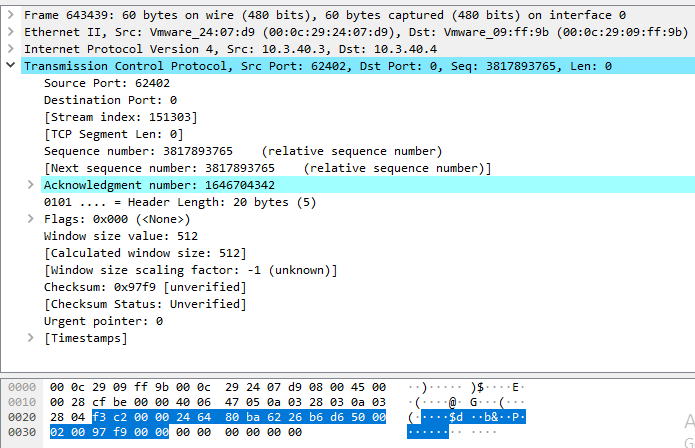 Frame 643439: 60 bytes on wire (480 bits), 60 bytes captured (480 bits) on interface 0
Ethernet II, Src: Vmware_24:07:d9 (00:0c:29:24:07:d9), Dst: Vmware_09:ff:9b (00:0c:29:09:ff:9b)
Internet Protocol Version 4, Src: 10.3.40.3, Dst: 10.3.40.4
Transmission Control Protocol, Src Port: 62402, Dst Port: 0, Seq: 3817893765, Len: 0
Source Port: 62402
Destination Port: 0
[Stream index: 151303]
[TCP Segment Len: 0]
Sequence number: 3817893765 (relative sequence number)
[Next sequence number: 3817893765 (relative sequence number)]
Acknowledgment number: 1646704342
0101 .... = Header Length: 20 bytes (5)
Flags: 0x000 (<None>)
Window size value: 512
[Calculated window size: 512]
[Window size scaling factor: -1 (unknown)]
Checksum: 0x97f9 [unverified]
[Checksum Status: Unverified]
Urgent pointer: 0
[Timestamps]
0000 00 0c 29 09 ff 9b 00 0c 29 24 07 d9 08 00 45 00 ··)····· )$····E·
0010 00 28 cf be 00 00 40 06 47 05 0a 03 28 03 0a 03 ·(····@· G···(···
0020 28 04 f3 c2 00 00 24 64 80 ba 62 26 b6 d6 50 00 (·····$d ··b&··P·
0030 02 00 97 f9 00 00 00 00 00 00 00 00 ········ ····